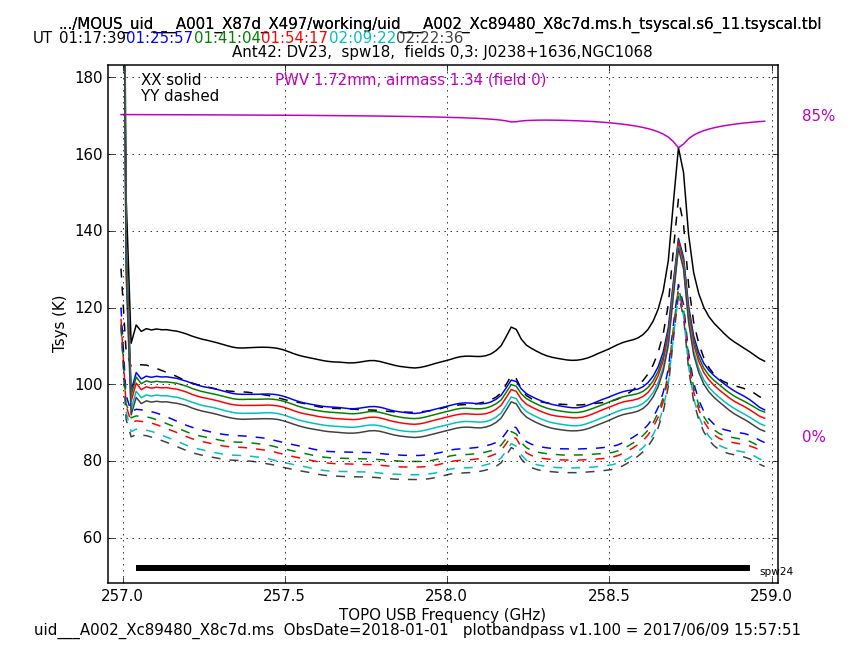 .../MOUS_uid___A001_X87d_X497/working/uid___A002_Xc89480_X8c7d.ms.h_tsyscal.s6_11.tsyscal.tbl
UT 01:17:39 01:25:57 01:41:04 01:54:17 02:09:22 02:22:36
Ant42: DV23,  spw18,  fields 0,3: J0238+1636,NGC1068
XX solid
PWV 1.72mm, airmass 1.34 (field 0)
YY dashed
180
160
140
120
100
80
60
Tsys (K)
85%
0%
spw24
257.0 257.5 258.0 258.5 259.0
TOPO USB Frequency (GHz)
uid___A002_Xc89480_X8c7d.ms  ObsDate=2018-01-01   plotbandpass v1.100 = 2017/06/09 15:57:51